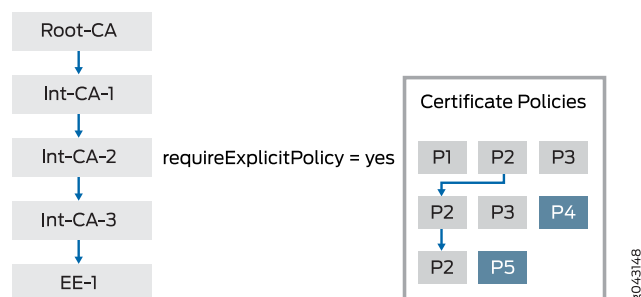 Root-CA
Int-CA-1
Int-CA-2
requireExplicitPolicy = yes
Int-CA-3
EE-1
Certificate Policies
P1 P2 P3
P2 P3 P4
P2 P5
g043148